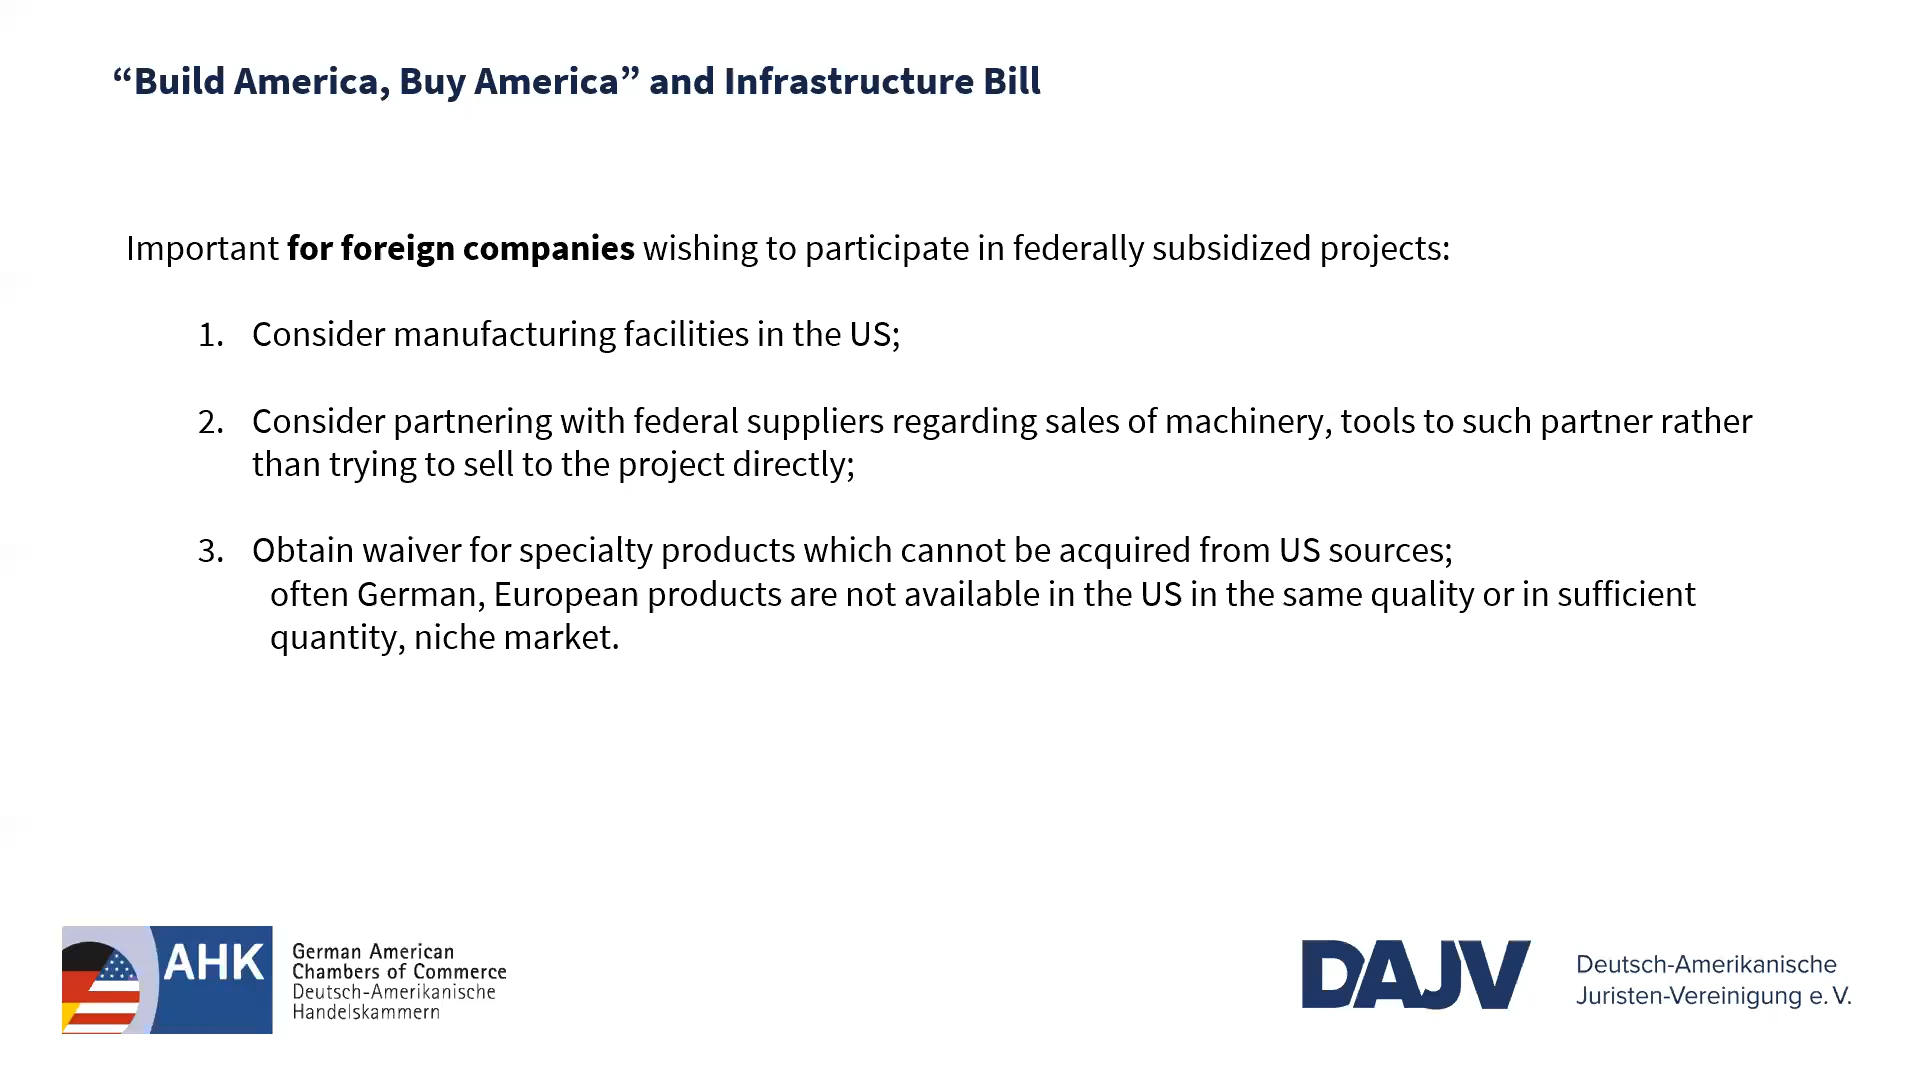 “Build America, Buy America” and Infrastructure Bill
Important for foreign companies wishing to participate in federally subsidized projects:
1. Consider manufacturing facilities in the US;
2. Consider partnering with federal suppliers regarding sales of machinery, tools to such partner rather
than trying to sell to the project directly;
3. Obtain waiver for specialty products which cannot be acquired from US sources;
often German, European products are not available in the US in the same quality or in sufficient
quantity, niche market.
AHK
German American
Chambers of Commerce
Deutsch-Amerikanische
Handelskammern
DAJV
Deutsch-Amerikanische
Juristen-Vereinigung e. V.